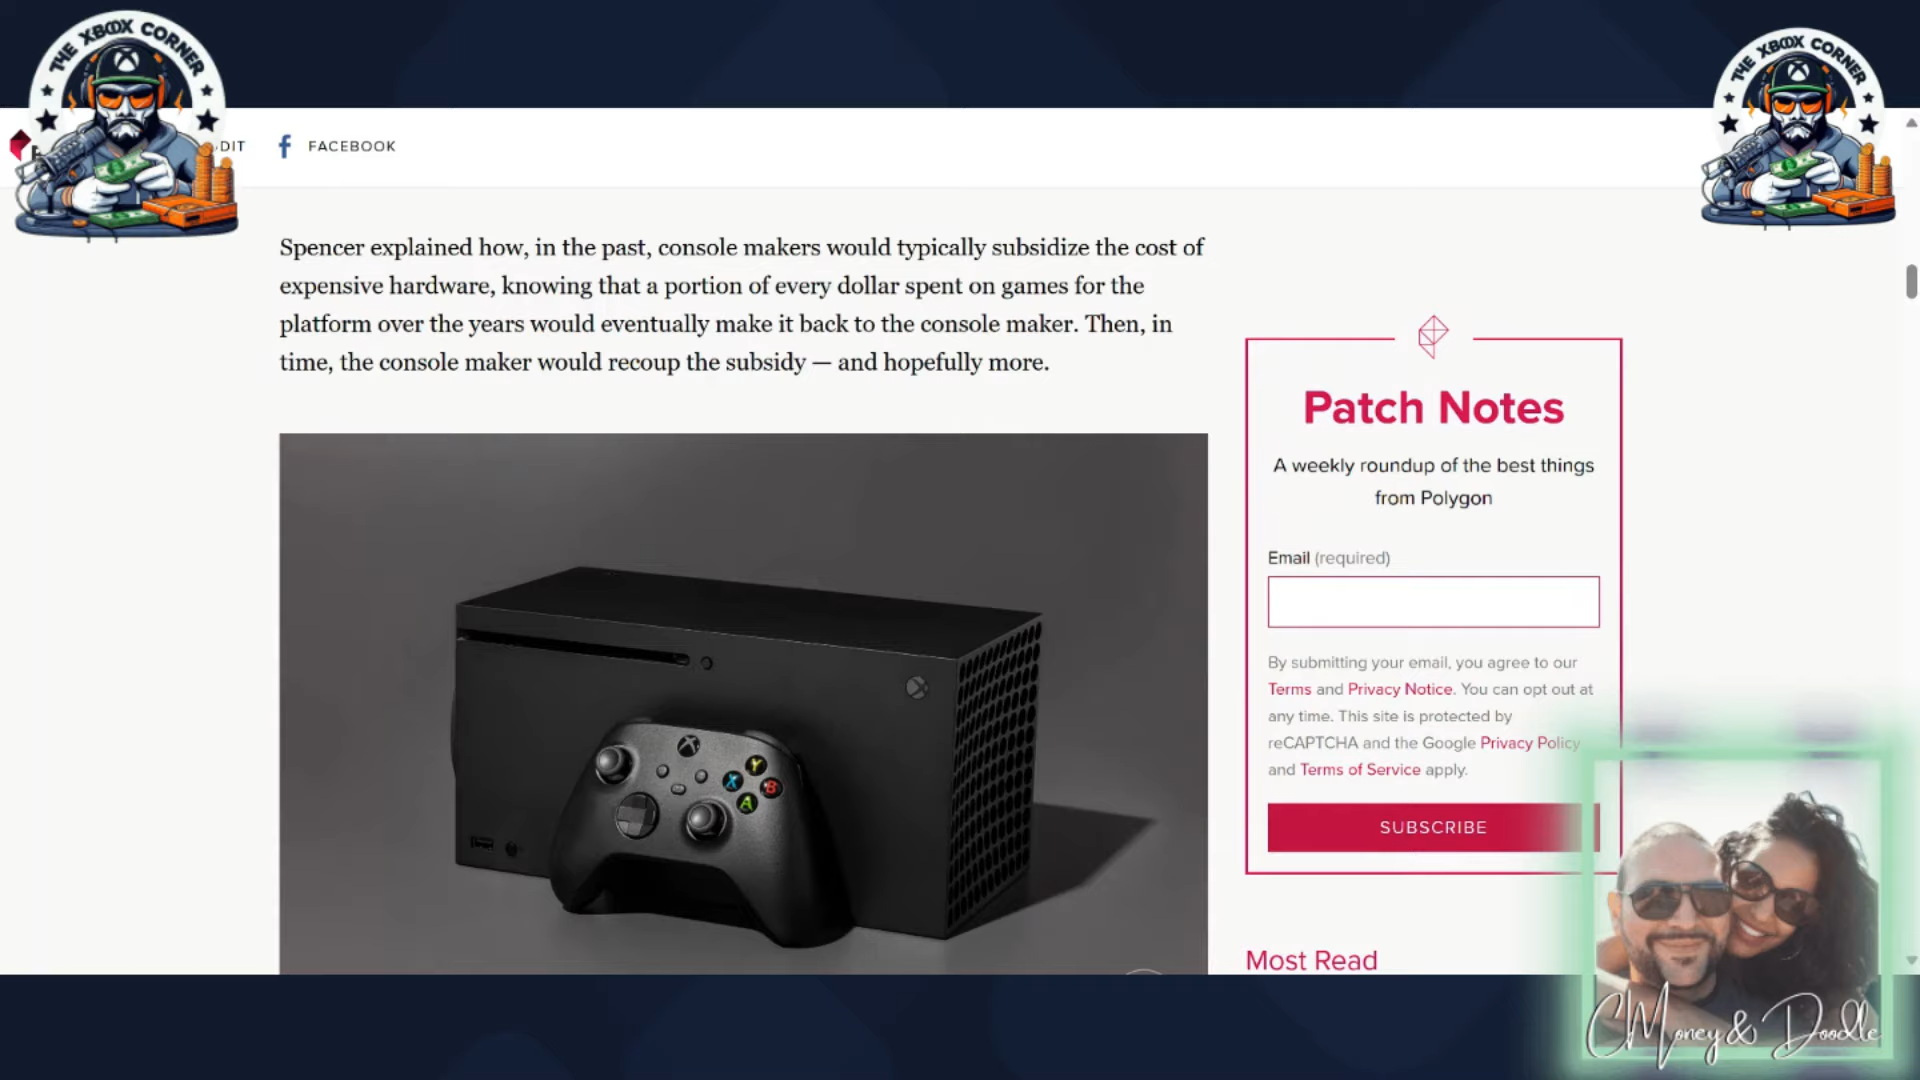 THE XBOX CORNER
THE XBOX CORNER
DIT
FACEBOOK
Spencer explained how, in the past, console makers would typically subsidize the cost of
expensive hardware, knowing that a portion of every dollar spent on games for the
platform over the years would eventually make it back to the console maker. Then, in
time, the console maker would recoup the subsidy — and hopefully more.
Patch Notes
A weekly roundup of the best things
from Polygon
Email (required)
By submitting your email, you agree to our
Terms and Privacy Notice. You can opt out at
any time. This site is protected by
reCAPTCHA and the Google Privacy Policy
and Terms of Service apply.
SUBSCRIBE
Y
X
B
A
Most Read
CMoney & Doodle